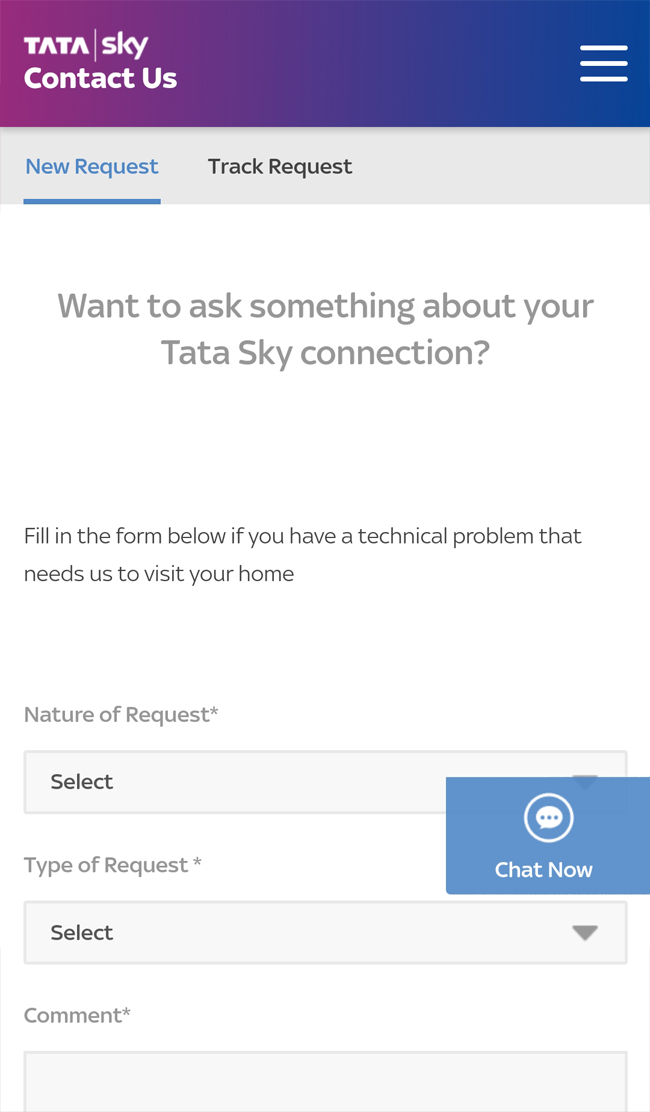 TATA sky
Contact Us
New Request
Track Request
Want to ask something about your
Tata Sky connection?
Fill in the form below if you have a technical problem that
needs us to visit your home
Nature of Request*
Select
Chat Now
Type of Request *
Select
Comment*